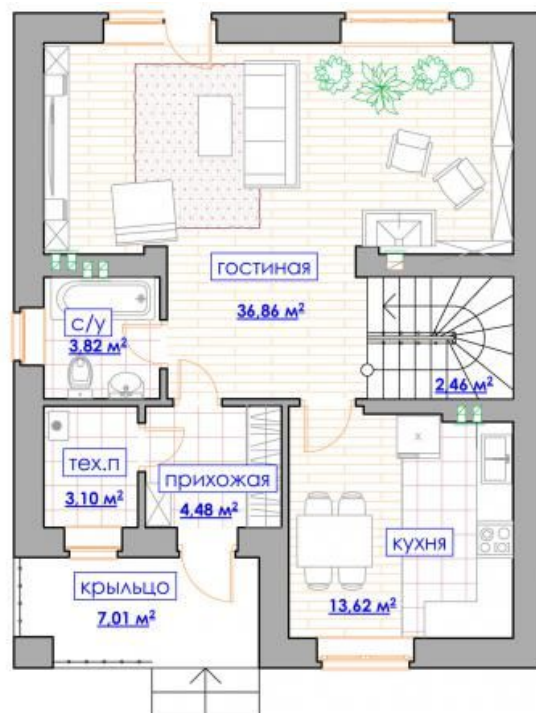 гостиная
36,86 м²
с/у
3,82 м²
2,46 м²
тех.п
3,10 м²
прихожая
4,48 м²
x
кухня
13,62 м²
крыльцо
7,01 м²